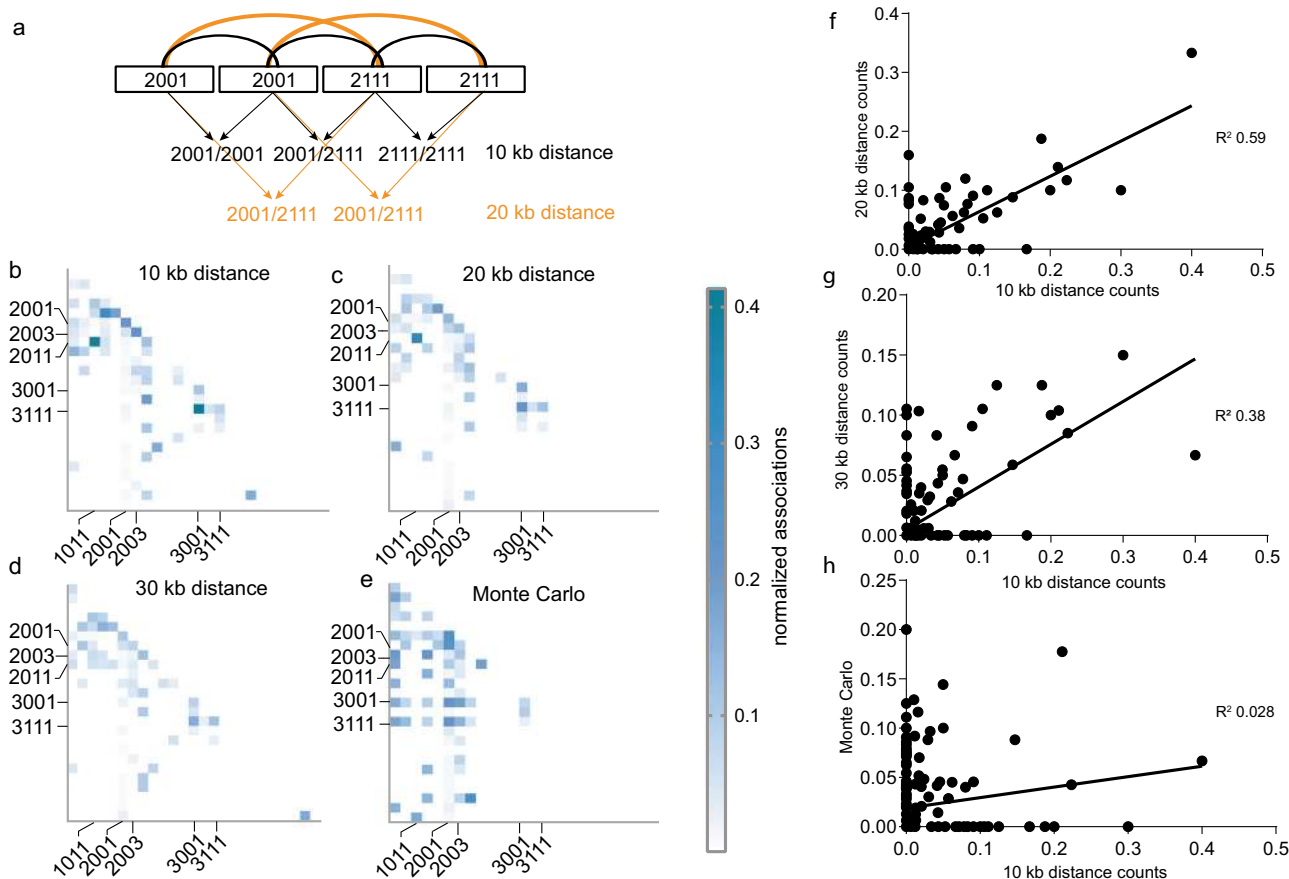 a
2001 2001 2111 2111
2001/2001 2001/2111 2111/2111 10 kb distance
2001/2111 2001/2111 20 kb distance
b 10 kb distance
2001
2003
2011
3001
3111
1011 2001 2003 3001 3111
c 20 kb distance
2001
2003
2011
3001
3111
1011 2001 2003 3001 3111
d 30 kb distance
2001
2003
2011
3001
3111
1011 2001 2003 3001 3111
e Monte Carlo
2001
2003
2011
3001
3111
1011 2001 2003 3001 3111
0.4
0.3
0.2
0.1
normalized associations
f
20 kb distance counts
0.4
0.3
0.2
0.1
0.0
R² 0.59
0.0 0.1 0.2 0.3 0.4 0.5
10 kb distance counts
g
30 kb distance counts
0.20
0.15
0.10
0.05
0.00
R² 0.38
0.0 0.1 0.2 0.3 0.4 0.5
10 kb distance counts
h
Monte Carlo
0.25
0.20
0.15
0.10
0.05
0.00
R² 0.028
0.0 0.1 0.2 0.3 0.4 0.5
10 kb distance counts